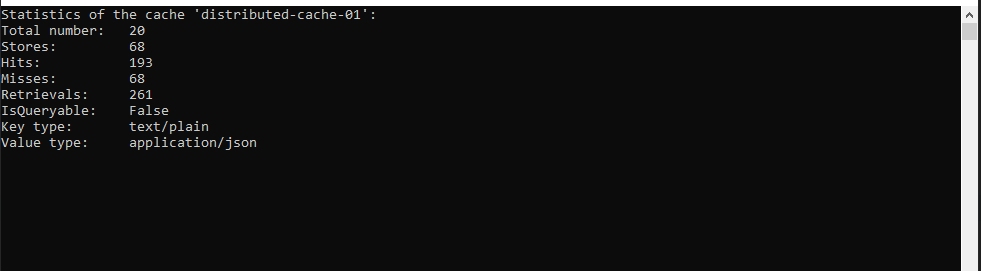 Statistics of the cache 'distributed-cache-01':
Total number:   20
Stores:         68
Hits:           193
Misses:         68
Retrievals:     261
IsQueryable:    False
Key type:       text/plain
Value type:     application/json